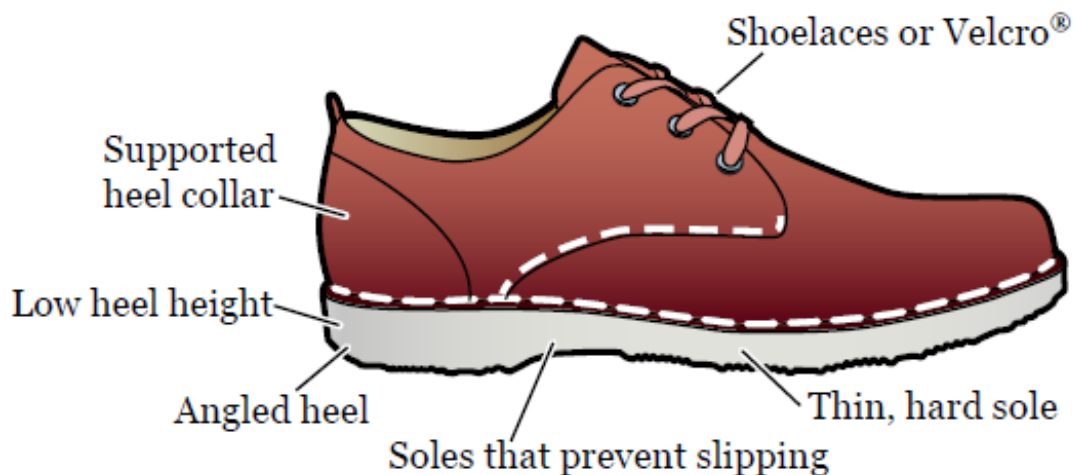 Shoelaces or Velcro®
Supported
heel collar
Low heel height
Angled heel
Thin, hard sole
Soles that prevent slipping